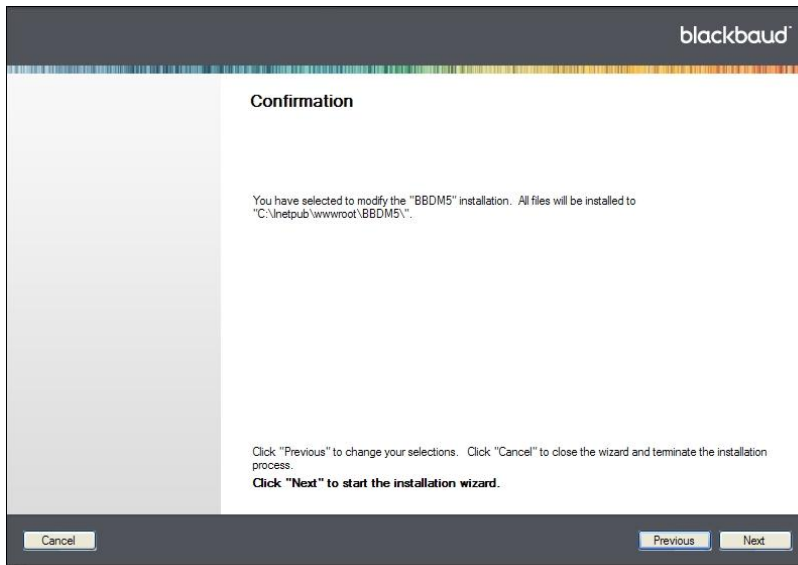 blackbaud
Confirmation
You have selected to modify the "BBDM5" installation. All files will be installed to
"C:\Inetpub\wwwroot\BBDM5\".
Click "Previous" to change your selections. Click "Cancel" to close the wizard and terminate the installation
process.
Click "Next" to start the installation wizard.
Cancel
Previous
Next